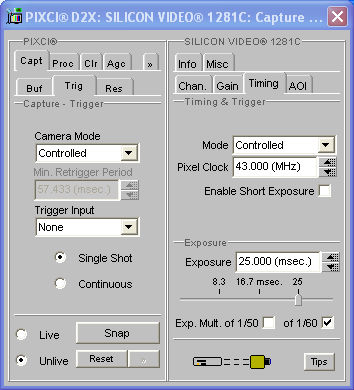 PIXCI® D2X: SILICON VIDEO® 1281C: Capture ...
PIXCI®
Capt Proc Clr Agc »
Buf Trig Res
Capture - Trigger
Camera Mode
Controlled
Min. Retrigger Period
57.433 (msec.)
Trigger Input
None
Single Shot
Continuous
Live
Snap
Unlive
Reset
SILICON VIDEO® 1281C
Info Misc
Chan. Gain Timing AOI
Timing & Trigger
Mode Controlled
Pixel Clock 43.000 (MHz)
Enable Short Exposure
Exposure
Exposure 25.000 (msec.)
8.3 16.7 msec. 25
Exp. Mult. of 1/50 of 1/60
Tips